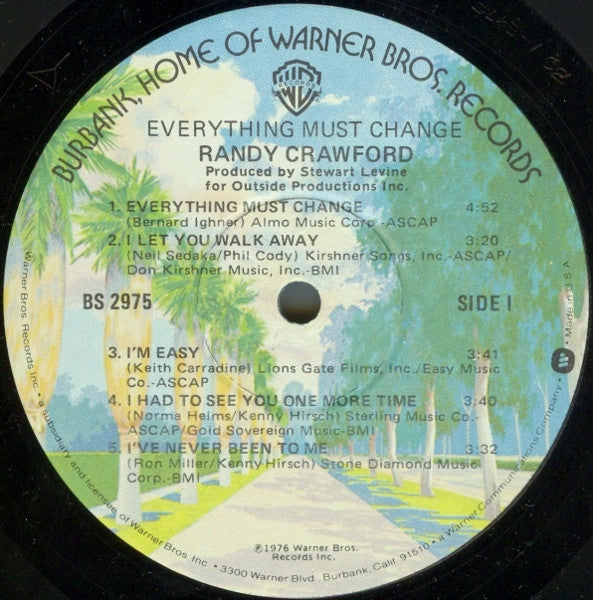 BURBANK, HOME OF WARNER BROS. RECORDS
EVERYTHING MUST CHANGE
RANDY CRAWFORD
Produced by Stewart Levine
for Outside Productions Inc.
1. EVERYTHING MUST CHANGE 4:52
(Bernard Ighner) Almo Music Corp.-ASCAP
2. I LET YOU WALK AWAY 3:20
(Neil Sedaka/Phil Cody) Kirshner Songs, Inc.-ASCAP/
Don Kirshner Music, Inc.-BMI
BS 2975 SIDE I
3. I'M EASY 3:41
(Keith Carradine) Lions Gate Films, Inc./Easy Music
Co.-ASCAP
4. I HAD TO SEE YOU ONE MORE TIME 3:40
(Norma Helms/Kenny Hirsch) Sterling Music Co.-
ASCAP/Gold Sovereign Music-BMI
5. I'VE NEVER BEEN TO ME 3:32
(Ron Miller/Kenny Hirsch) Stone Diamond Music
Corp.-BMI
℗1976 Warner Bros.
Records Inc.
Warner Bros. Records Inc. • a subsidiary and licensee of Warner Bros. Inc. • 3300 Warner Blvd., Burbank, Calif. 91510 • a Warner Communications Company. • Made in U.S.A.